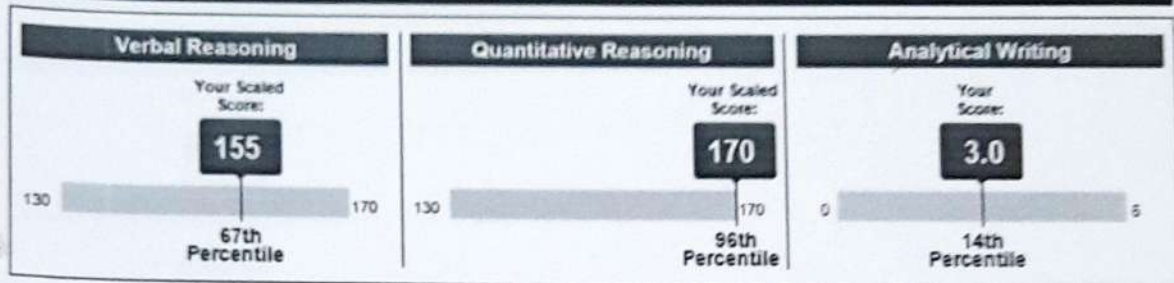 Verbal Reasoning
Your Scaled
Score:
155
130
170
67th
Percentile
Quantitative Reasoning
Your Scaled
Score:
170
130
170
96th
Percentile
Analytical Writing
Your
Score:
3.0
0
6
14th
Percentile